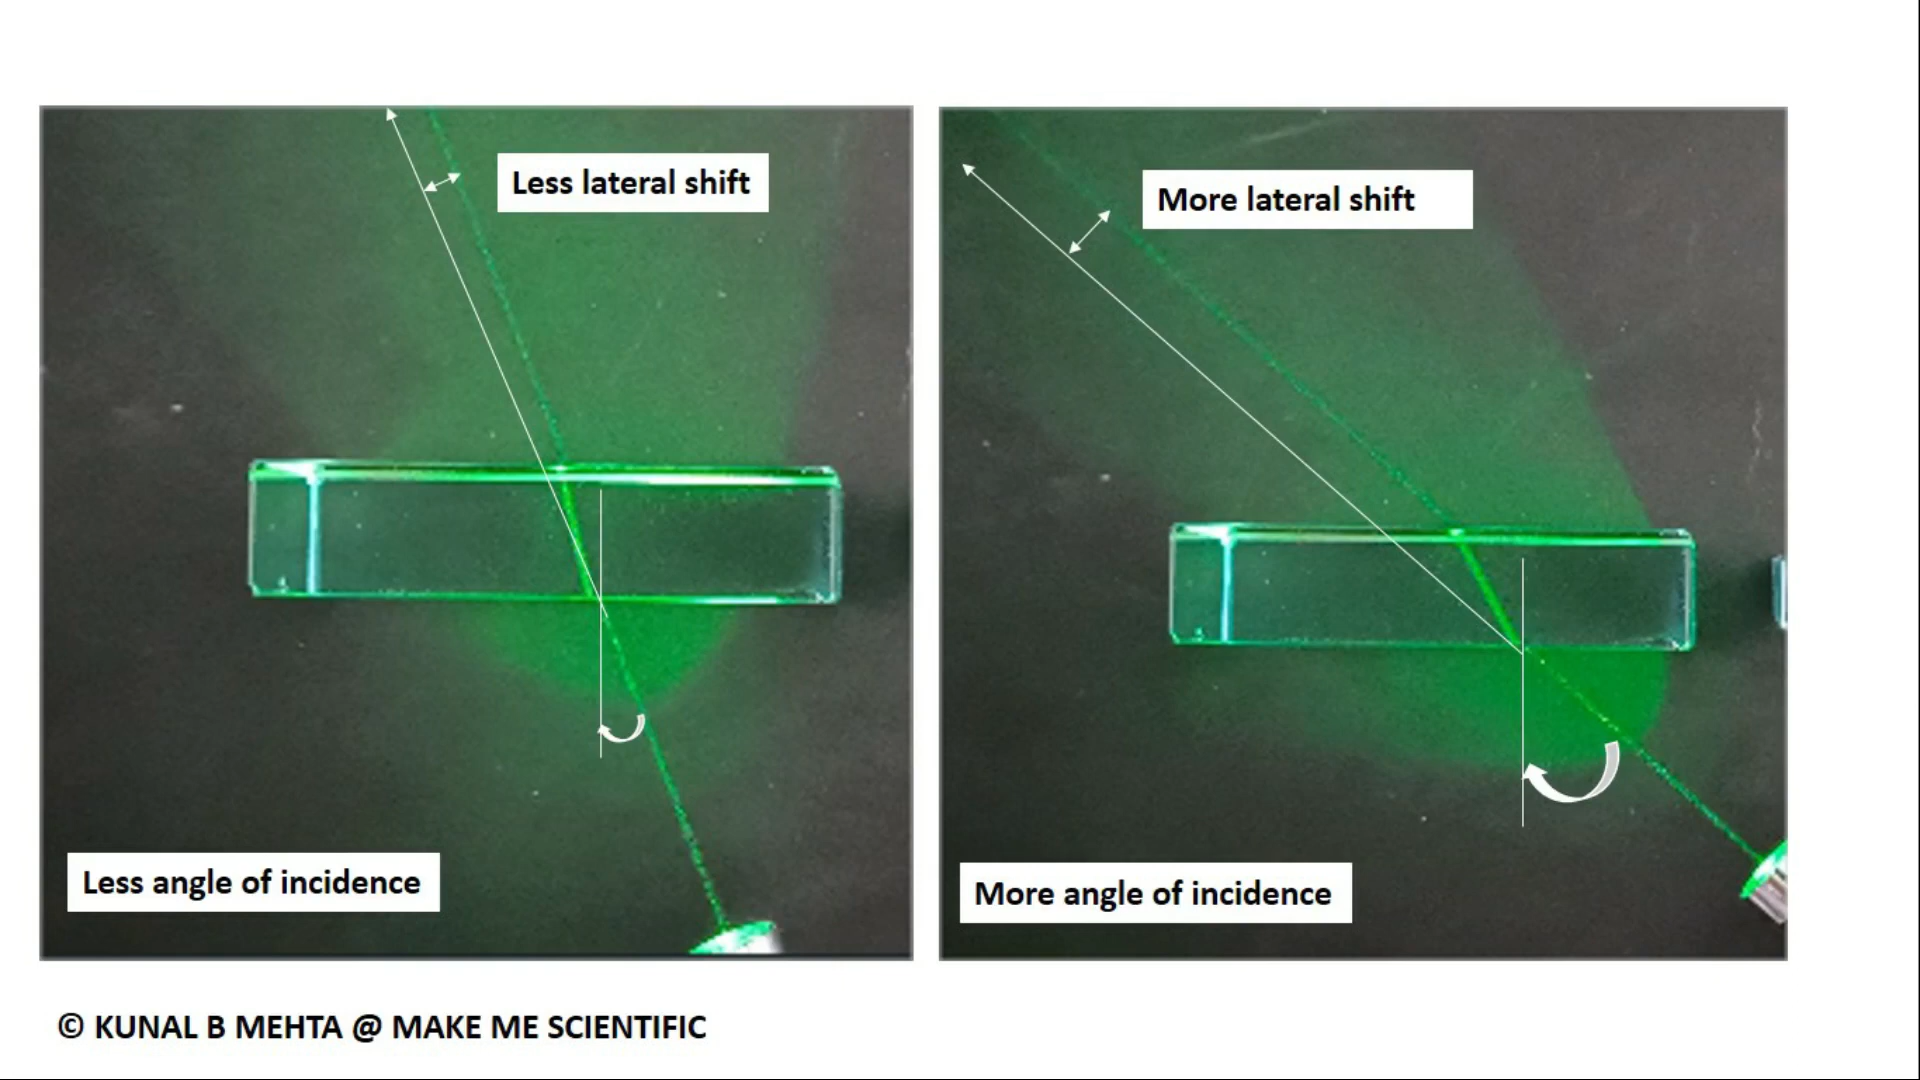 Less lateral shift
More lateral shift
Less angle of incidence
More angle of incidence
© KUNAL B MEHTA @ MAKE ME SCIENTIFIC